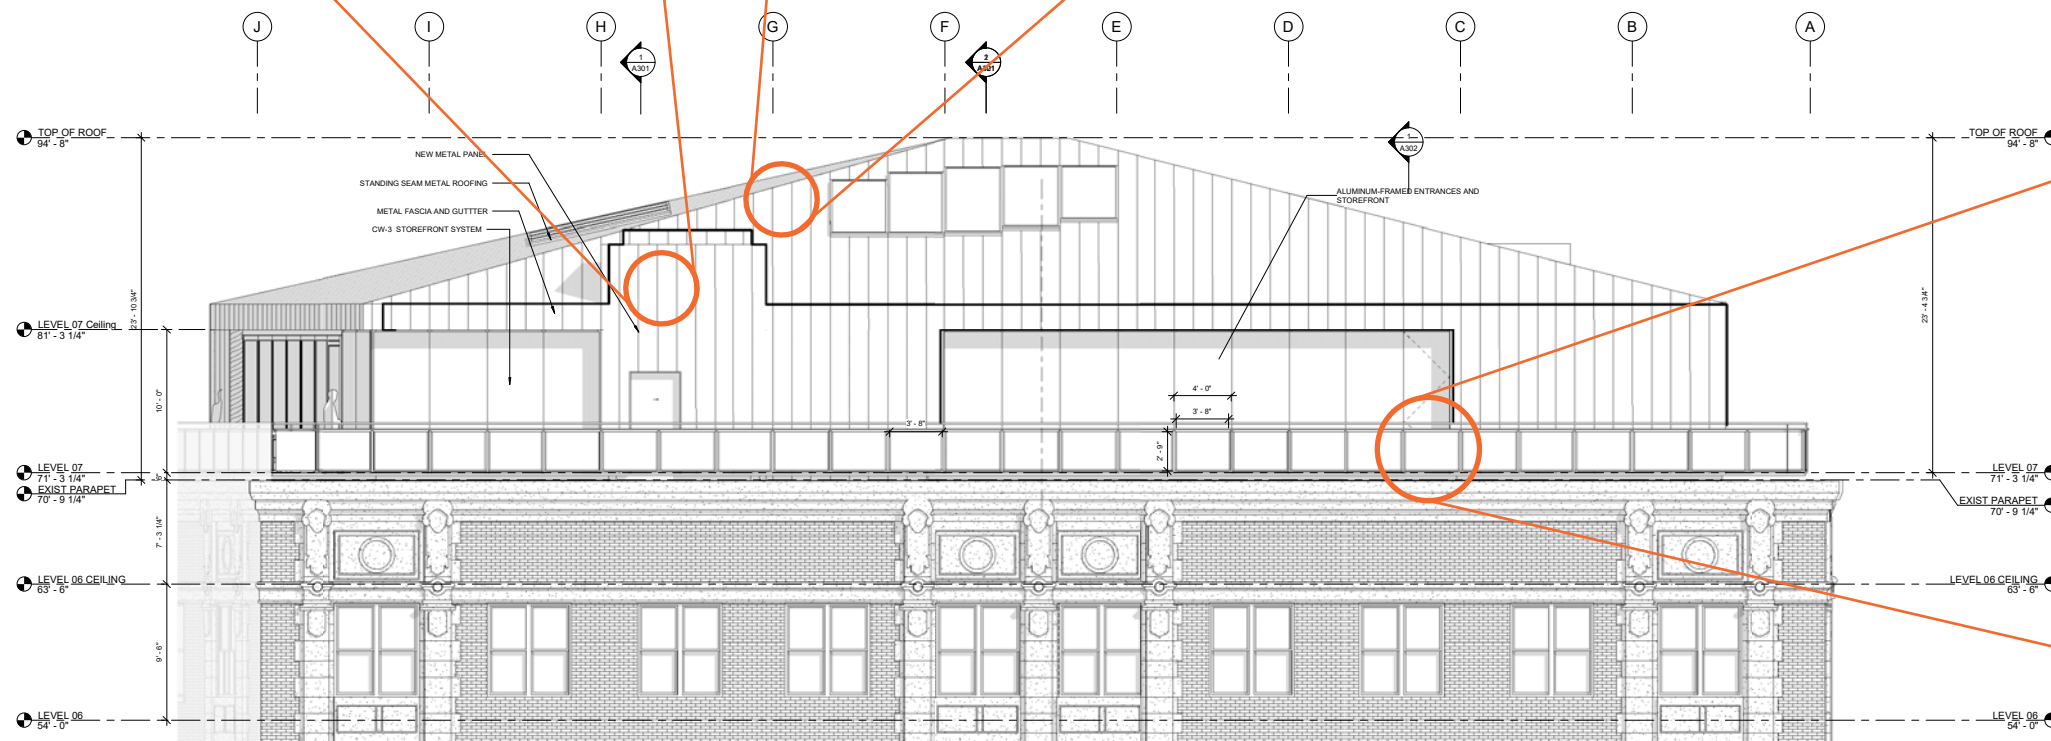 J
I
H
G
F
E
D
C
B
A
1
A301
2
A301
1
A302
TOP OF ROOF
94' - 8"
TOP OF ROOF
94' - 8"
NEW METAL PANEL
STANDING SEAM METAL ROOFING
METAL FASCIA AND GUTTTER
CW-3 STOREFRONT SYSTEM
ALUMINUM-FRAMED ENTRANCES AND
STOREFRONT
23' - 10 3/4"
23' - 4 3/4"
LEVEL 07 Ceiling
81' - 3 1/4"
10' - 0"
4' - 0"
3' - 8"
3' - 8"
2' - 9"
LEVEL 07
71' - 3 1/4"
EXIST PARAPET
70' - 9 1/4"
LEVEL 07
71' - 3 1/4"
EXIST PARAPET
70' - 9 1/4"
7' - 3 1/4"
LEVEL 06 CEILING
63' - 6"
LEVEL 06 CEILING
63' - 6"
9' - 6"
LEVEL 06
54' - 0"
LEVEL 06
54' - 0"